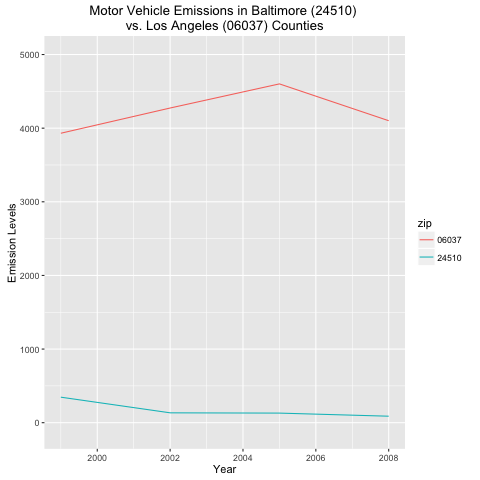 Motor Vehicle Emissions in Baltimore (24510)
vs. Los Angeles (06037) Counties
5000
4000
3000
2000
1000
0
Emission Levels
2000
2002
2004
2006
2008
Year
zip
06037
24510